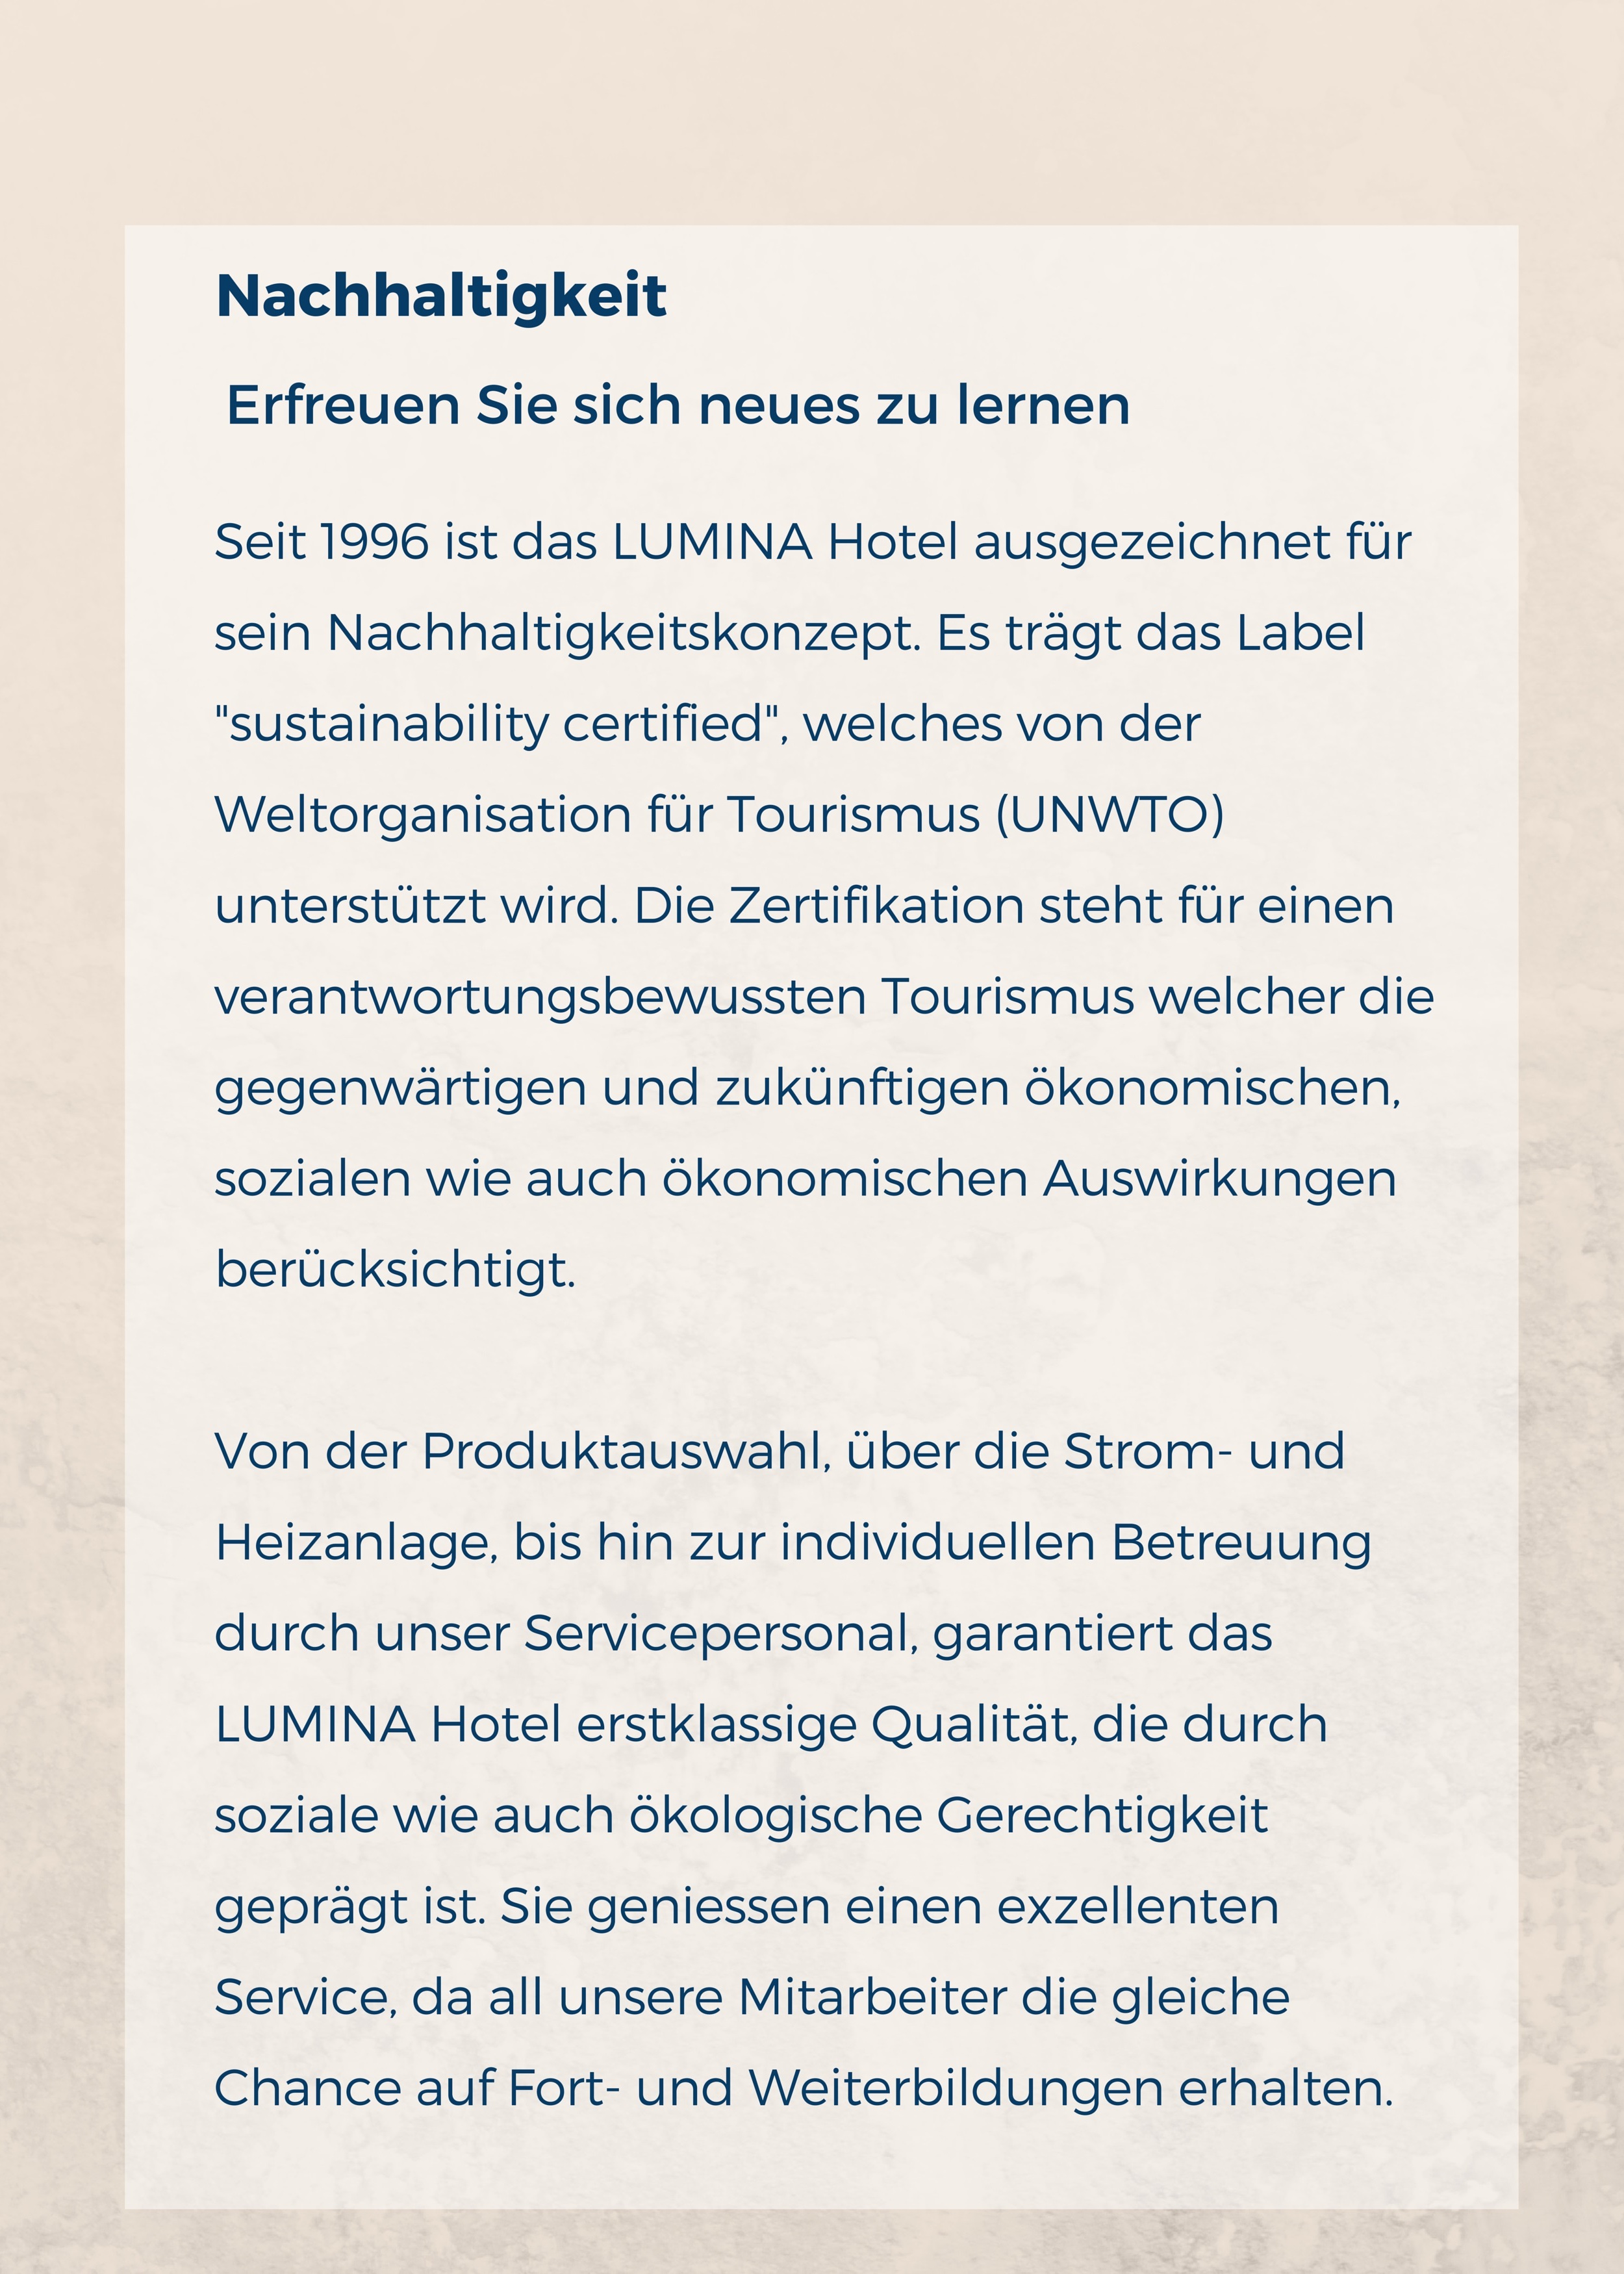 Nachhaltigkeit
Erfreuen Sie sich neues zu lernen
Seit 1996 ist das LUMINA Hotel ausgezeichnet für
sein Nachhaltigkeitskonzept. Es trägt das Label
"sustainability certified", welches von der
Weltorganisation für Tourismus (UNWTO)
unterstützt wird. Die Zertifikation steht für einen
verantwortungsbewussten Tourismus welcher die
gegenwärtigen und zukünftigen ökonomischen,
sozialen wie auch ökonomischen Auswirkungen
berücksichtigt.
Von der Produktauswahl, über die Strom- und
Heizanlage, bis hin zur individuellen Betreuung
durch unser Servicepersonal, garantiert das
LUMINA Hotel erstklassige Qualität, die durch
soziale wie auch ökologische Gerechtigkeit
geprägt ist. Sie geniessen einen exzellenten
Service, da all unsere Mitarbeiter die gleiche
Chance auf Fort- und Weiterbildungen erhalten.